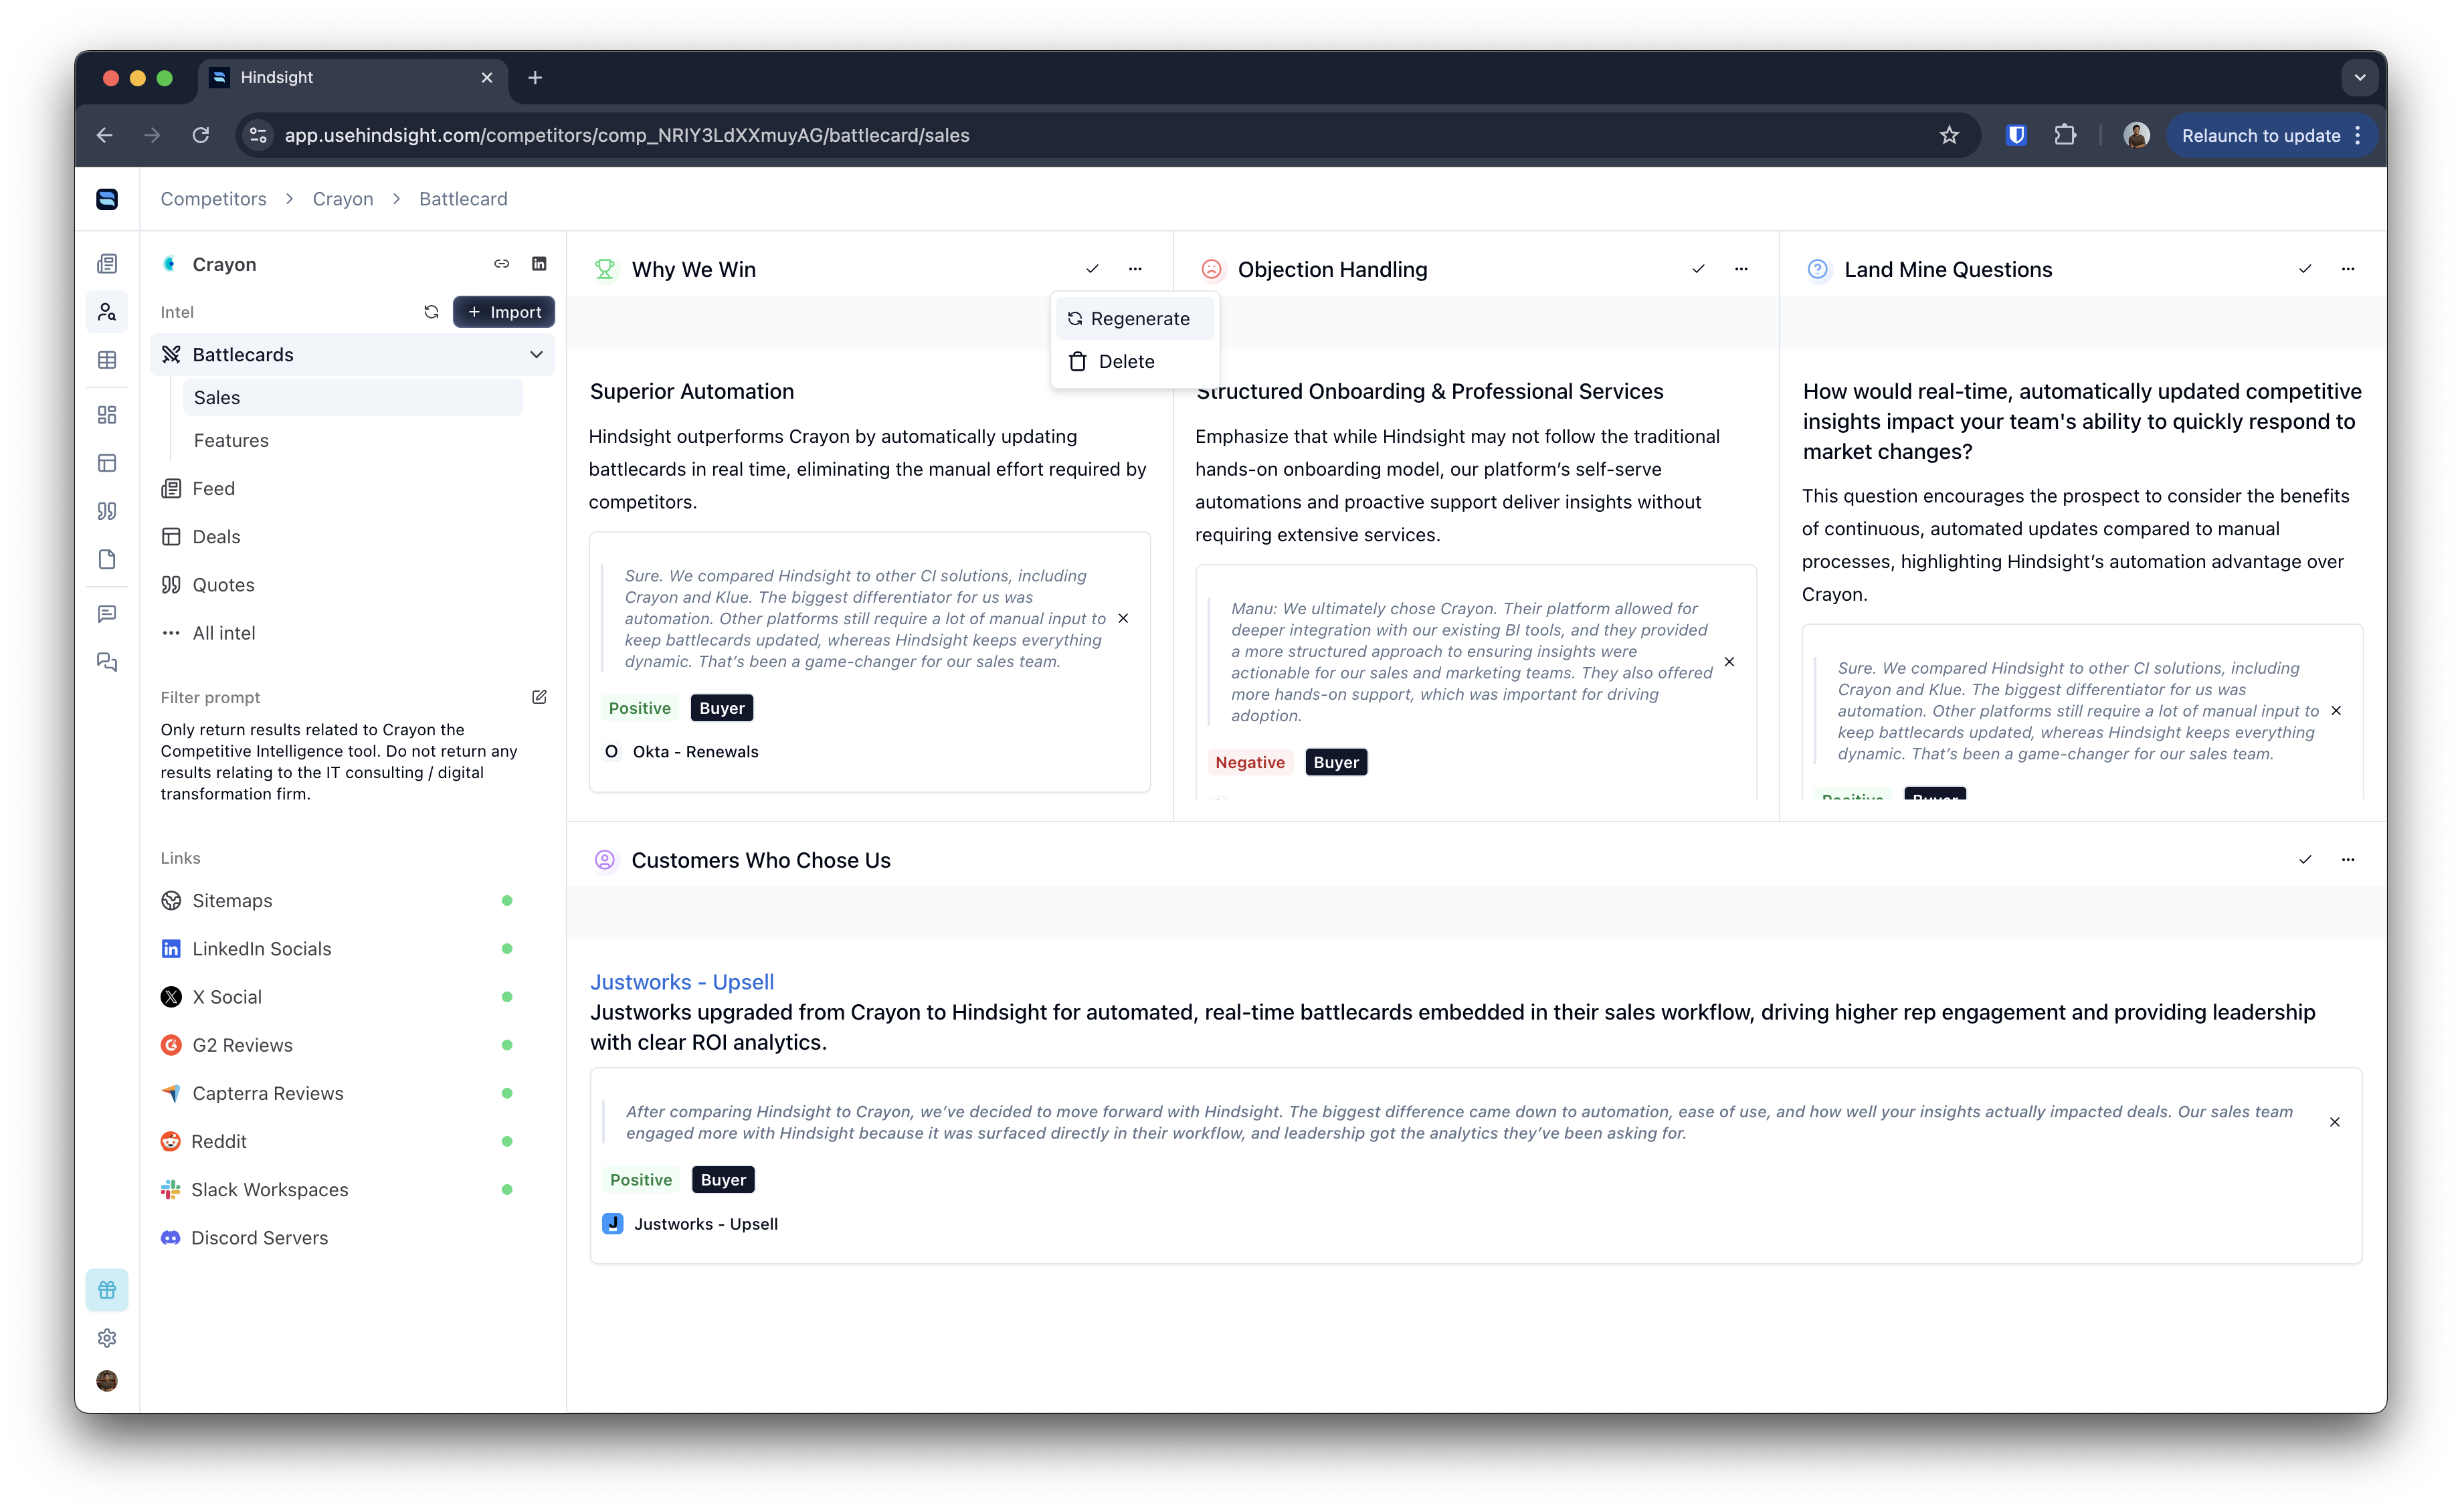 Hindsight
app.usehindsight.com/competitors/comp_NRlY3LdXXmuyAG/battlecard/sales
Relaunch to update
Competitors > Crayon > Battlecard
Crayon
Intel
+ Import
Battlecards
Sales
Features
Feed
Deals
Quotes
All intel
Filter prompt
Only return results related to Crayon the
Competitive Intelligence tool. Do not return any
results relating to the IT consulting / digital
transformation firm.
Links
Sitemaps
LinkedIn Socials
X Social
G2 Reviews
Capterra Reviews
Reddit
Slack Workspaces
Discord Servers
Why We Win
Regenerate
Delete
Superior Automation
Hindsight outperforms Crayon by automatically updating
battlecards in real time, eliminating the manual effort required by
competitors.
Sure. We compared Hindsight to other CI solutions, including
Crayon and Klue. The biggest differentiator for us was
automation. Other platforms still require a lot of manual input to
keep battlecards updated, whereas Hindsight keeps everything
dynamic. That's been a game-changer for our sales team.
Positive Buyer
O Okta - Renewals
Objection Handling
Structured Onboarding & Professional Services
Emphasize that while Hindsight may not follow the traditional
hands-on onboarding model, our platform's self-serve
automations and proactive support deliver insights without
requiring extensive services.
Manu: We ultimately chose Crayon. Their platform allowed for
deeper integration with our existing BI tools, and they provided
a more structured approach to ensuring insights were
actionable for our sales and marketing teams. They also offered
more hands-on support, which was important for driving
adoption.
Negative Buyer
Land Mine Questions
How would real-time, automatically updated competitive
insights impact your team's ability to quickly respond to
market changes?
This question encourages the prospect to consider the benefits
of continuous, automated updates compared to manual
processes, highlighting Hindsight's automation advantage over
Crayon.
Sure. We compared Hindsight to other CI solutions, including
Crayon and Klue. The biggest differentiator for us was
automation. Other platforms still require a lot of manual input to
keep battlecards updated, whereas Hindsight keeps everything
dynamic. That's been a game-changer for our sales team.
Positive Buyer
Customers Who Chose Us
Justworks - Upsell
Justworks upgraded from Crayon to Hindsight for automated, real-time battlecards embedded in their sales workflow, driving higher rep engagement and providing leadership
with clear ROI analytics.
After comparing Hindsight to Crayon, we've decided to move forward with Hindsight. The biggest difference came down to automation, ease of use, and how well your insights actually impacted deals. Our sales team
engaged more with Hindsight because it was surfaced directly in their workflow, and leadership got the analytics they've been asking for.
Positive Buyer
J Justworks - Upsell